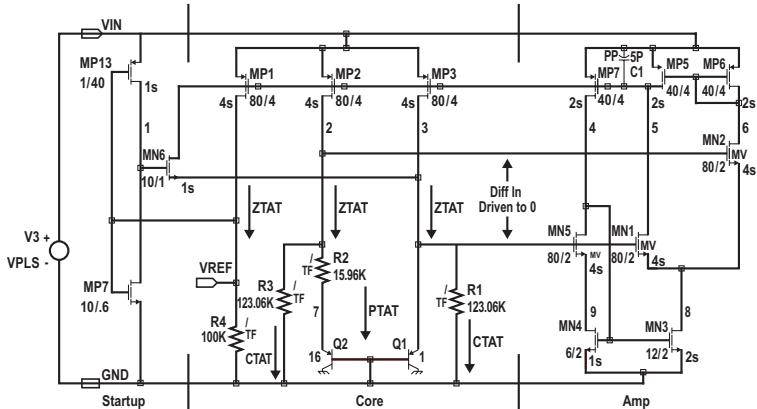 VIN
PP 5P
C1
MP13
1/40
1s
MP1
4s 80/4
MP2
4s 80/4
MP3
4s 80/4
MP7
2s 40/4
MP5
40/4
2s
MP6
40/4
2s
1
2
3
4
5
6
MN6
10/1
1s
MN2
MV
80/2
4s
ZTAT
ZTAT
ZTAT
Diff In
Driven to 0
V3 +
VPLS -
MP7
10/.6
VREF
R4
100K
/
TF
R3
123.06K
/
TF
R2
15.96K
/
TF
R1
123.06K
/
TF
MN5
80/2
MV
4s
MN1
MV
80/2
4s
7
PTAT
9
8
CTAT
CTAT
Q2
16
Q1
1
MN4
6/2
1s
MN3
12/2
2s
GND
Startup
Core
Amp